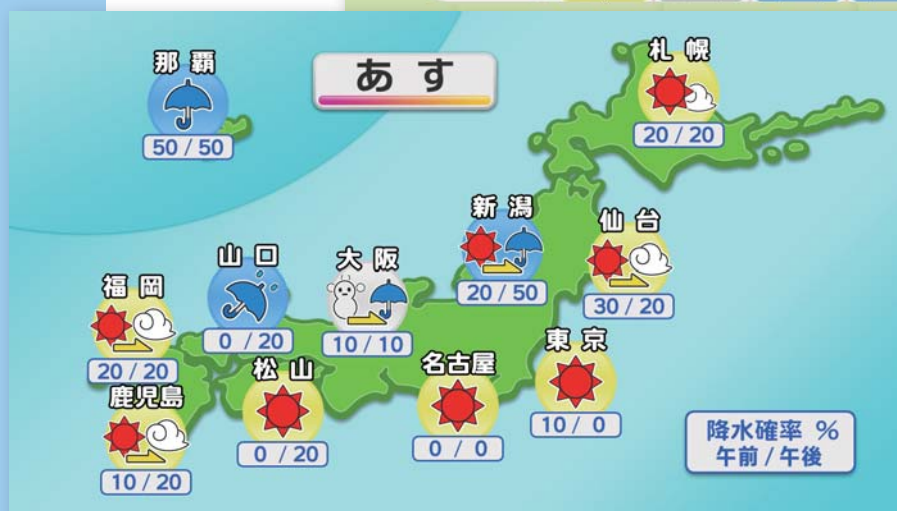 あす
那覇
50 / 50
札幌
20 / 20
新潟
20 / 50
仙台
30 / 20
山口
0 / 20
大阪
10 / 10
福岡
20 / 20
東京
10 / 0
名古屋
0 / 0
松山
0 / 20
鹿児島
10 / 20
降水確率 %
午前 / 午後